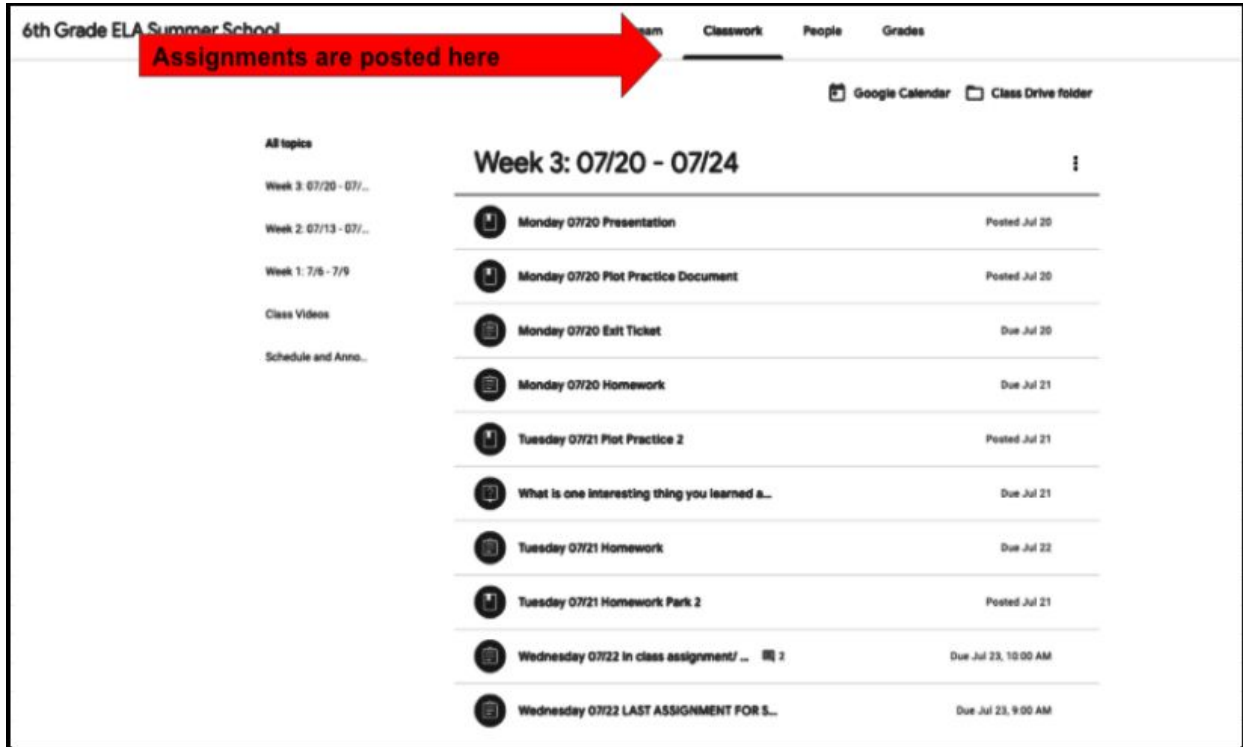 6th Grade ELA Summer School
eam Classwork People Grades
Assignments are posted here
Google Calendar Class Drive folder
All topics
Week 3: 07/20 - 07/...
Week 2: 07/13 - 07/...
Week 1: 7/6 - 7/9
Class Videos
Schedule and Anno...
Week 3: 07/20 - 07/24
Monday 07/20 Presentation Posted Jul 20
Monday 07/20 Plot Practice Document Posted Jul 20
Monday 07/20 Exit Ticket Due Jul 20
Monday 07/20 Homework Due Jul 21
Tuesday 07/21 Plot Practice 2 Posted Jul 21
What is one interesting thing you learned a... Due Jul 21
Tuesday 07/21 Homework Due Jul 22
Tuesday 07/21 Homework Park 2 Posted Jul 21
Wednesday 07/22 In class assignment/ ... 2 Due Jul 23, 10:00 AM
Wednesday 07/22 LAST ASSIGNMENT FOR S... Due Jul 23, 9:00 AM